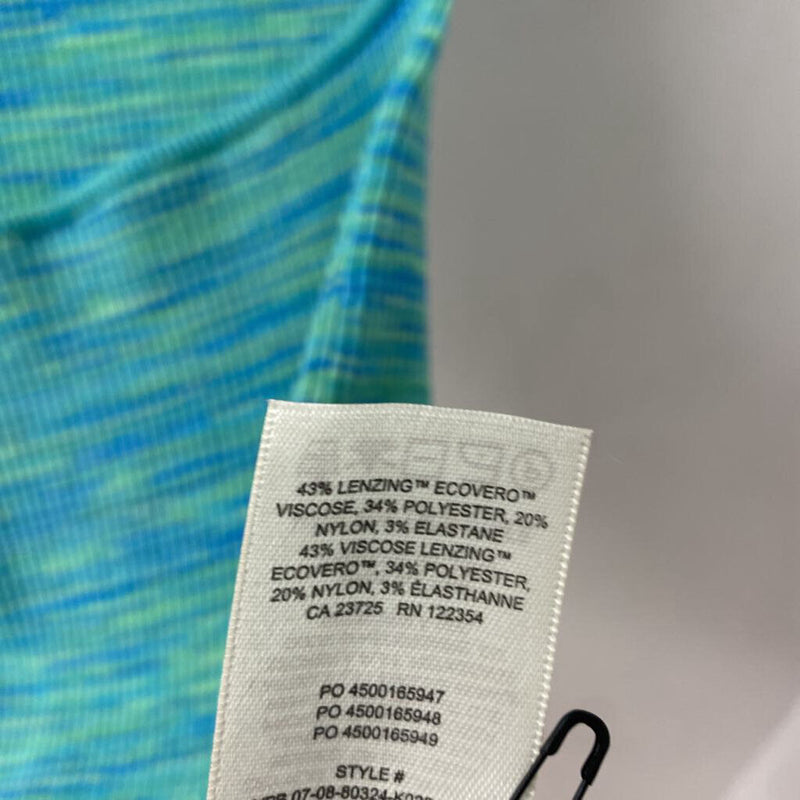 43% LENZING™ ECOVERO™
VISCOSE, 34% POLYESTER, 20%
NYLON, 3% ELASTANE
43% VISCOSE LENZING™
ECOVERO™, 34% POLYESTER,
20% NYLON, 3% ÉLASTHANNE
CA 23725 RN 122354
PO 4500165947
PO 4500165948
PO 4500165949
STYLE #